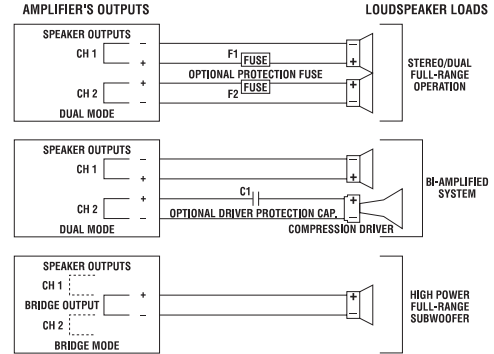 AMPLIFIER'S OUTPUTS
LOUDSPEAKER LOADS
SPEAKER OUTPUTS
CH 1
−
+
F1
FUSE
−
+
OPTIONAL PROTECTION FUSE
CH 2
+
−
FUSE
F2
+
−
DUAL MODE
STEREO/DUAL
FULL-RANGE
OPERATION
SPEAKER OUTPUTS
CH 1
−
+
−
+
CH 2
+
−
C1
OPTIONAL DRIVER PROTECTION CAP.
+
−
COMPRESSION DRIVER
DUAL MODE
BI-AMPLIFIED
SYSTEM
SPEAKER OUTPUTS
CH 1
BRIDGE OUTPUT
+
−
CH 2
BRIDGE MODE
+
−
HIGH POWER
FULL-RANGE
SUBWOOFER